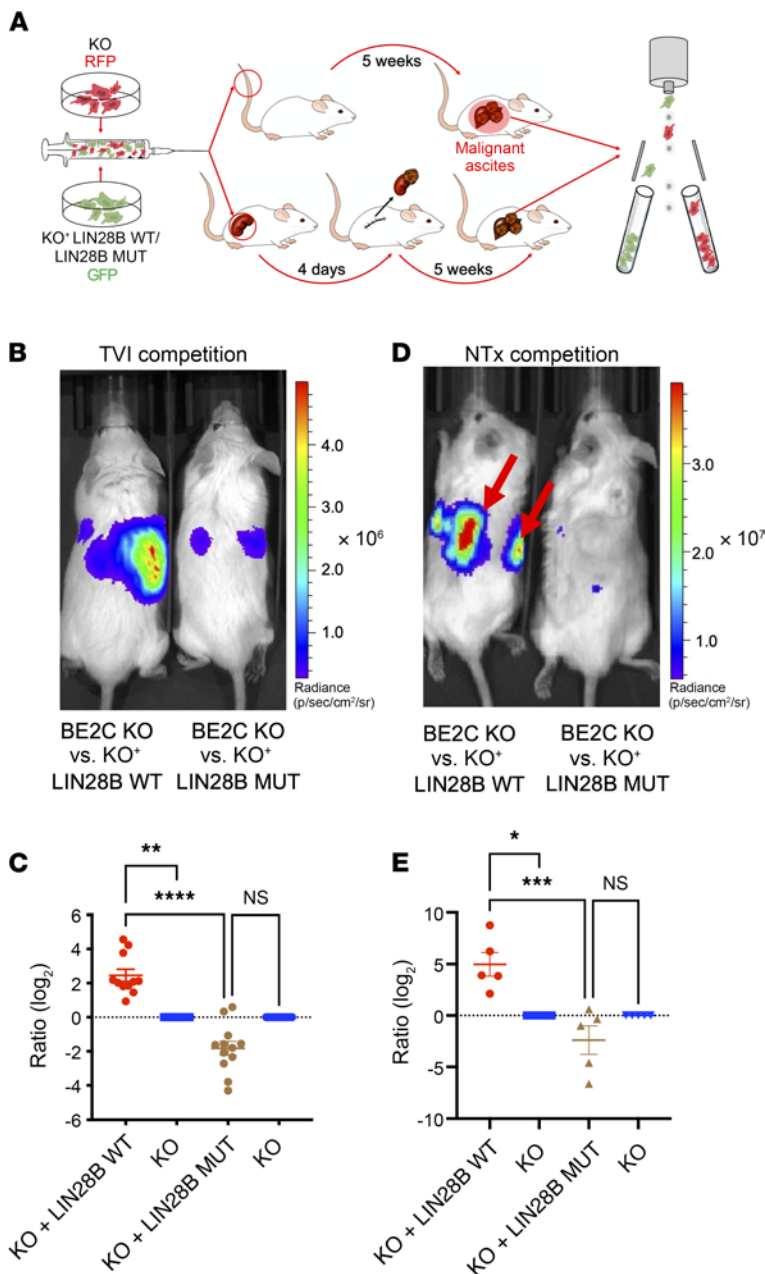 A
KO
RFP
KO⁺ LIN28B WT/
LIN28B MUT
GFP
5 weeks
Malignant
ascites
4 days
5 weeks
B
TVI competition
4.0
3.0
× 10⁶
2.0
1.0
Radiance
(p/sec/cm²/sr)
BE2C KO
vs. KO⁺
LIN28B WT
BE2C KO
vs. KO⁺
LIN28B MUT
D
NTx competition
3.0
× 10⁷
2.0
1.0
Radiance
(p/sec/cm²/sr)
BE2C KO
vs. KO⁺
LIN28B WT
BE2C KO
vs. KO⁺
LIN28B MUT
C
**
****
NS
Ratio (log₂)
6
4
2
0
-2
-4
-6
KO + LIN28B WT
KO
KO + LIN28B MUT
KO
E
*
***
NS
Ratio (log₂)
10
5
0
-5
-10
KO + LIN28B WT
KO
KO + LIN28B MUT
KO